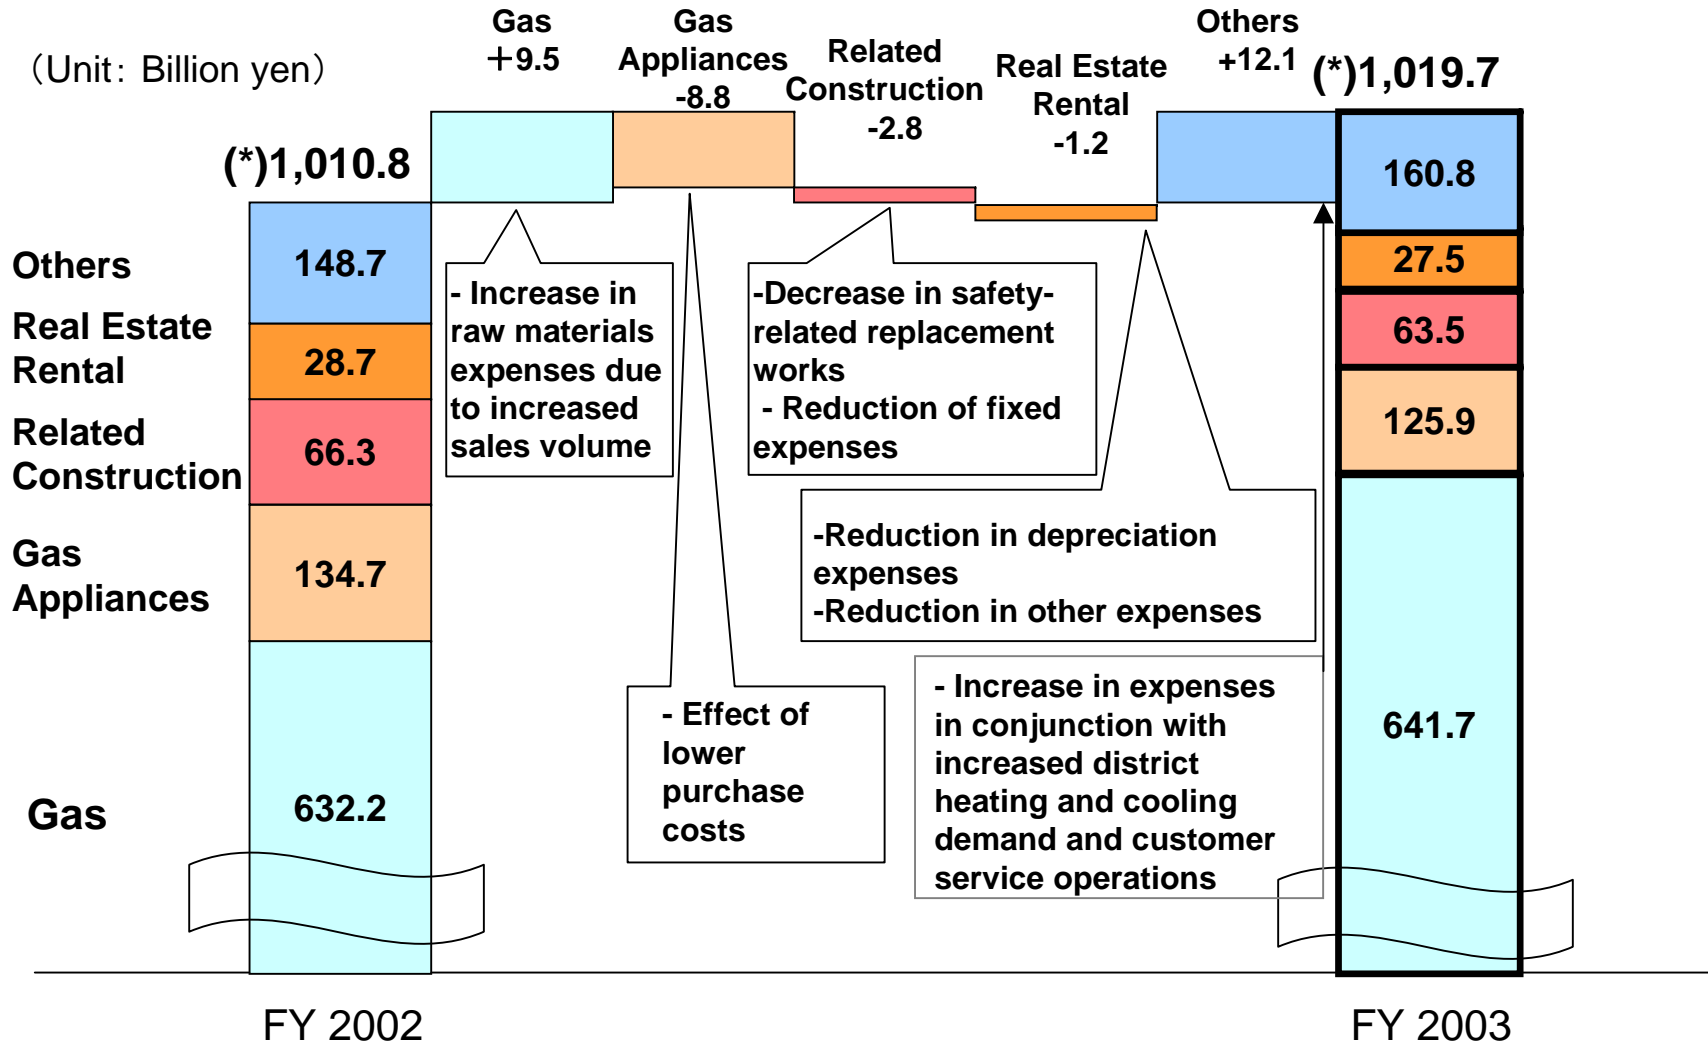 （Unit: Billion yen）
Gas
＋9.5
Gas
Appliances
-8.8
Related
Construction
-2.8
Real Estate
Rental
-1.2
Others
+12.1
(*)1,019.7
(*)1,010.8
Others
148.7
Real Estate
Rental
28.7
Related
Construction
66.3
Gas
Appliances
134.7
Gas
632.2
- Increase in
raw materials
expenses due
to increased
sales volume
- Effect of
lower
purchase
costs
-Decrease in safety-
related replacement
works
- Reduction of fixed
expenses
-Reduction in depreciation
expenses
-Reduction in other expenses
- Increase in expenses
in conjunction with
increased district
heating and cooling
demand and customer
service operations
160.8
27.5
63.5
125.9
641.7
FY 2002
FY 2003